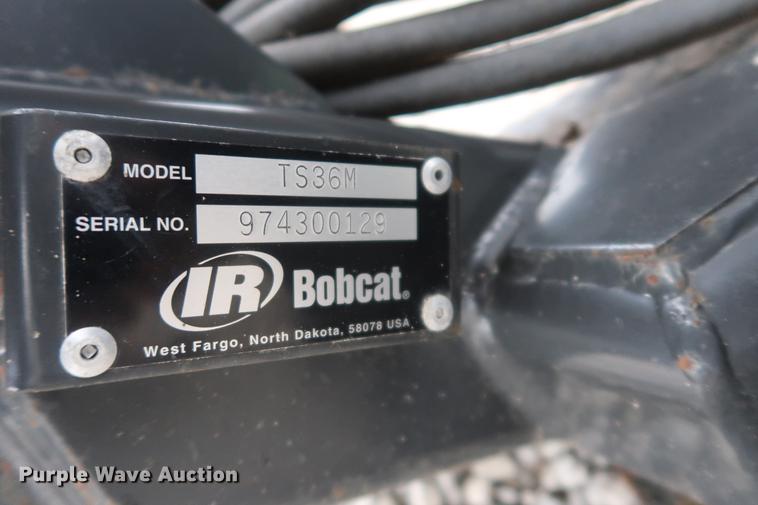 MODEL TS36M
SERIAL NO. 974300129
IR Bobcat®
West Fargo, North Dakota, 58078 USA
Purple Wave Auction